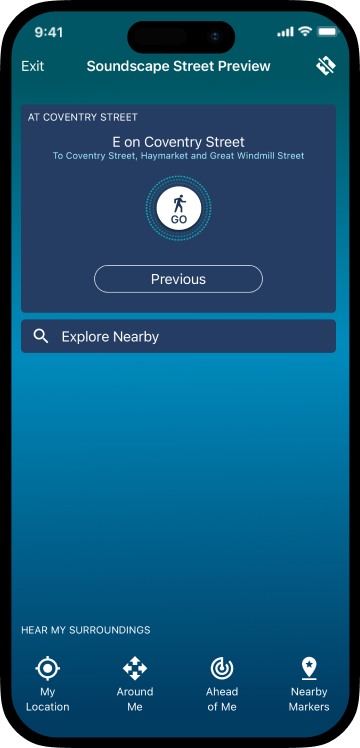 9:41
Exit
Soundscape Street Preview
AT COVENTRY STREET
E on Coventry Street
To Coventry Street, Haymarket and Great Windmill Street
GO
Previous
Explore Nearby
HEAR MY SURROUNDINGS
My
Location
Around
Me
Ahead
of Me
Nearby
Markers